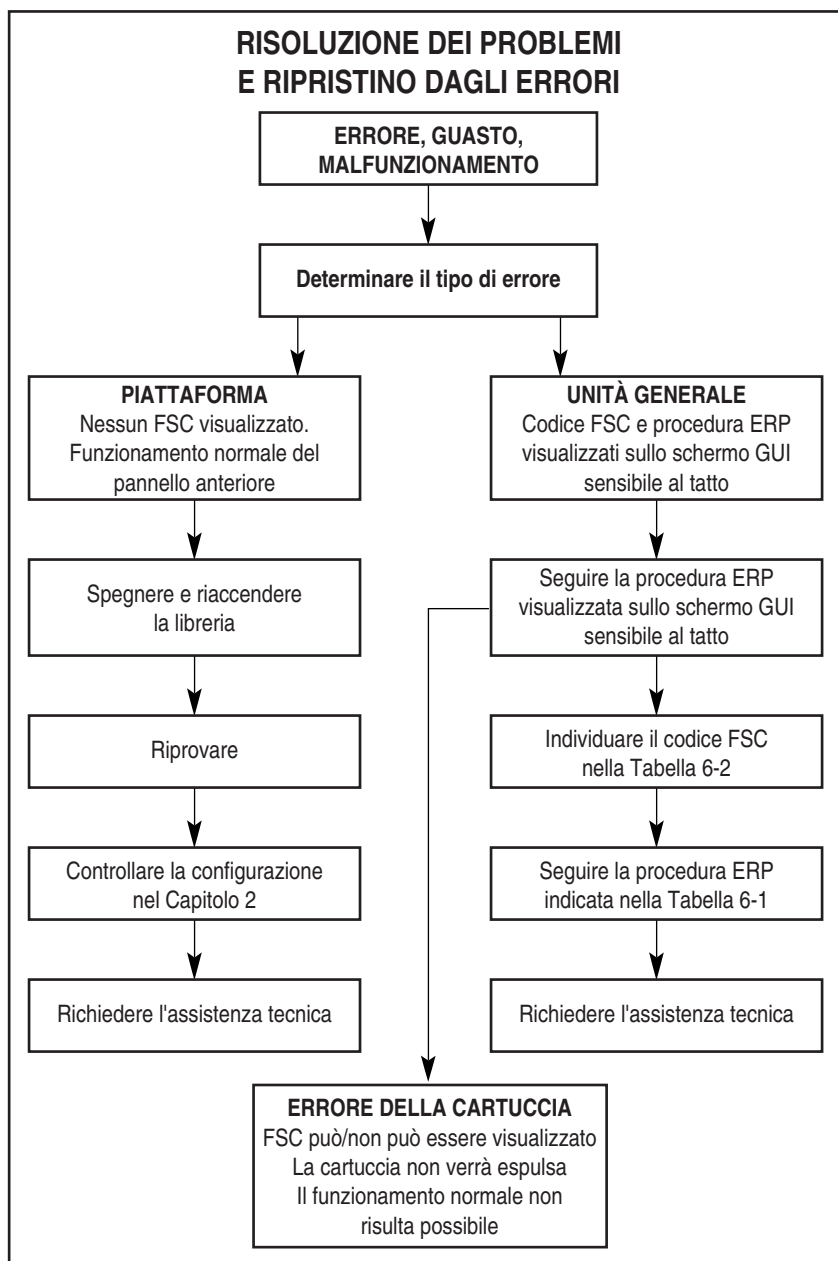 RISOLUZIONE DEI PROBLEMI
E RIPRISTINO DAGLI ERRORI
ERRORE, GUASTO,
MALFUNZIONAMENTO
Determinare il tipo di errore
PIATTAFORMA
Nessun FSC visualizzato.
Funzionamento normale del
pannello anteriore
UNITÀ GENERALE
Codice FSC e procedura ERP
visualizzati sullo schermo GUI
sensibile al tatto
Spegnere e riaccendere
la libreria
Seguire la procedura ERP
visualizzata sullo schermo GUI
sensibile al tatto
Riprovare
Individuare il codice FSC
nella Tabella 6-2
Controllare la configurazione
nel Capitolo 2
Seguire la procedura ERP
indicata nella Tabella 6-1
Richiedere l'assistenza tecnica
Richiedere l'assistenza tecnica
ERRORE DELLA CARTUCCIA
FSC può/non può essere visualizzato
La cartuccia non verrà espulsa
Il funzionamento normale non
risulta possibile